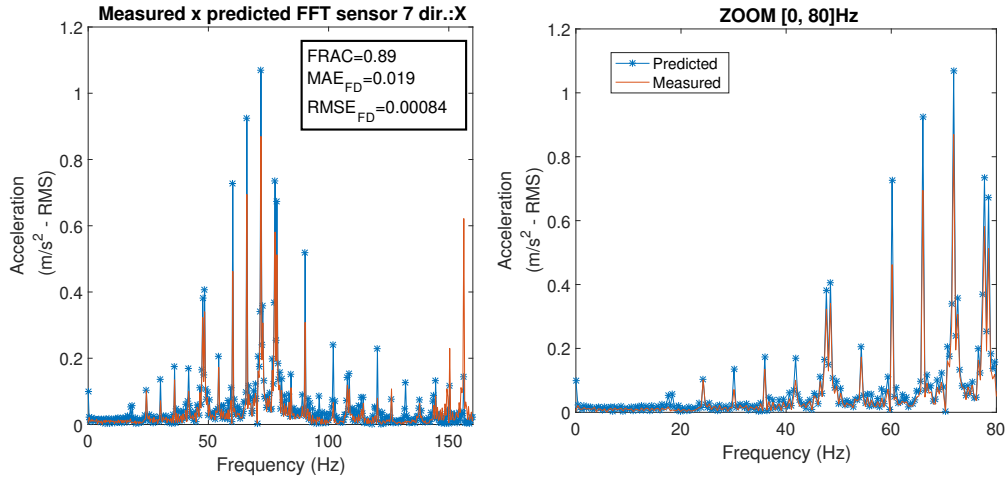 Measured x predicted FFT sensor 7 dir.:X
FRAC=0.89
MAE_FD=0.019
RMSE_FD=0.00084
1.2
1
0.8
0.6
0.4
0.2
0
Acceleration
(m/s² - RMS)
0 50 100 150
Frequency (Hz)
ZOOM [0, 80]Hz
Predicted
Measured
1.2
1
0.8
0.6
0.4
0.2
0
Acceleration
(m/s² - RMS)
0 20 40 60 80
Frequency (Hz)